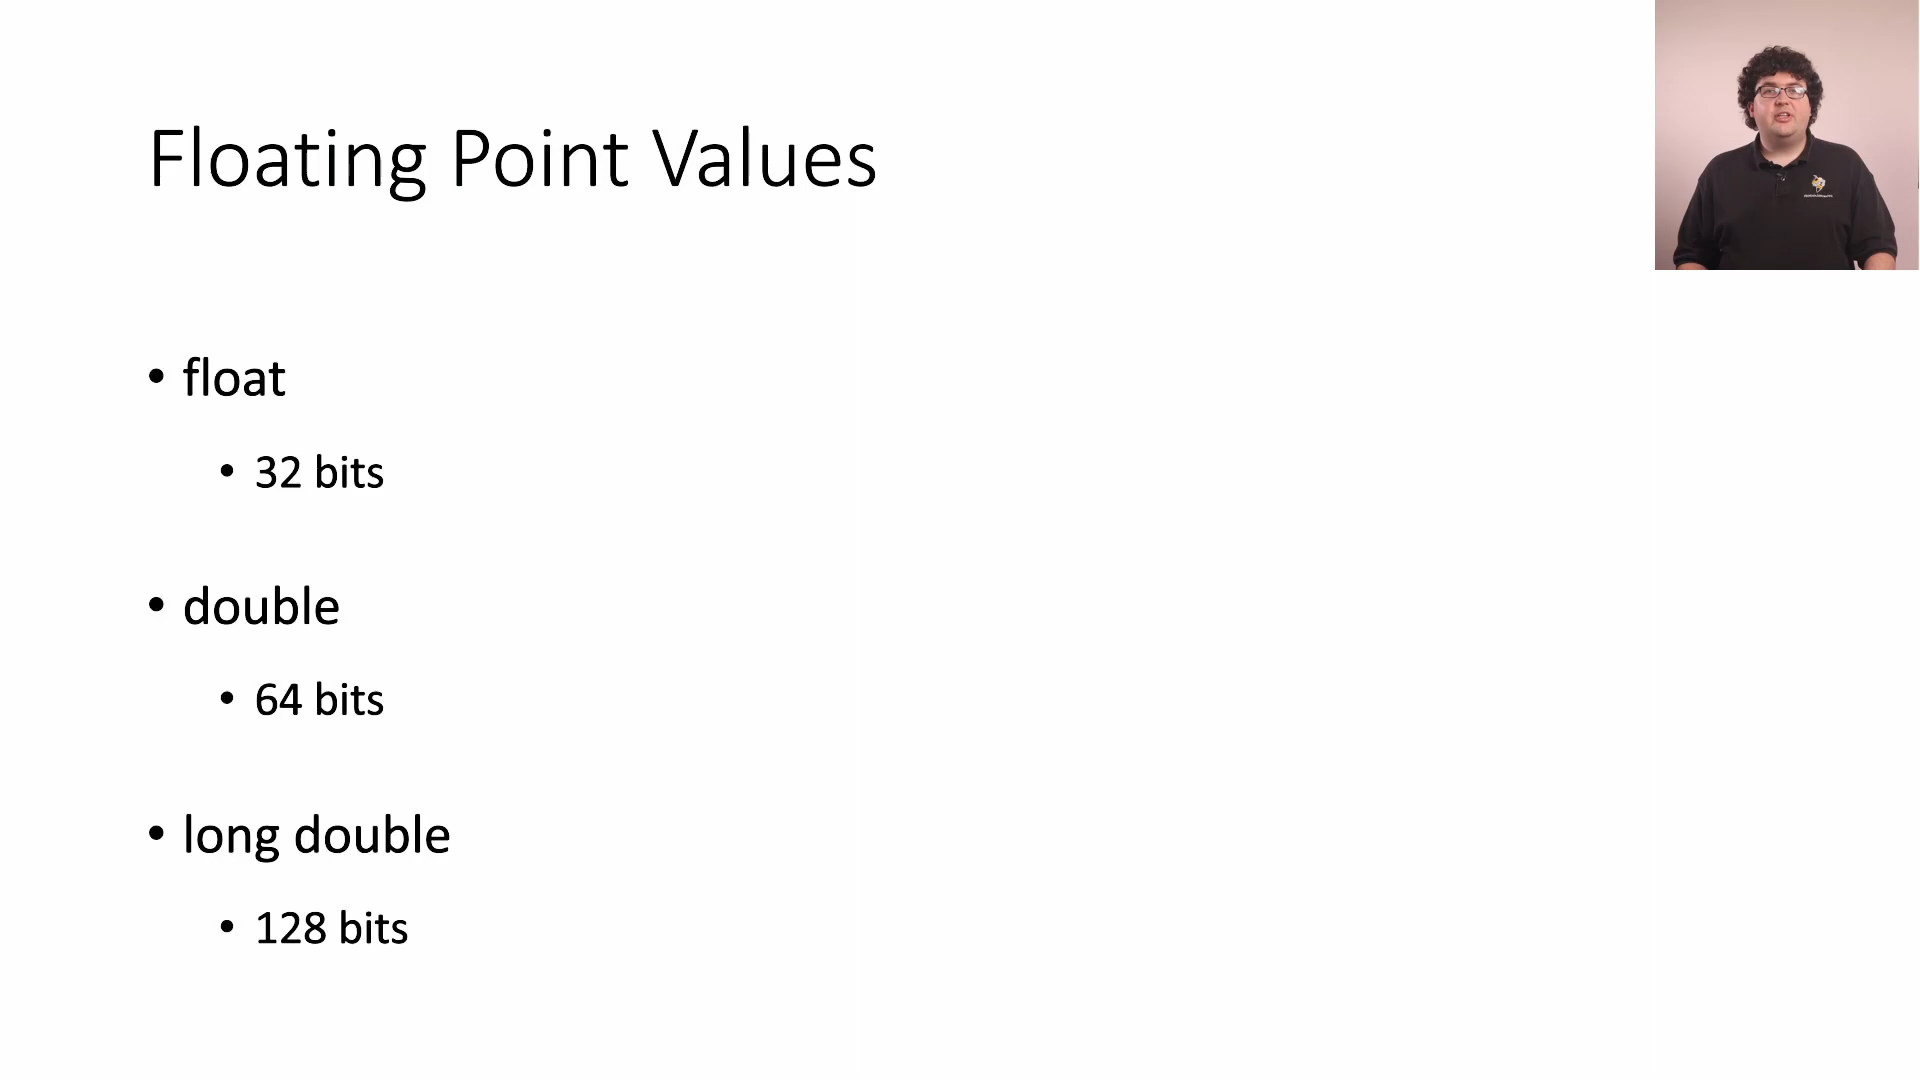 Floating Point Values
• float
• 32 bits
• double
• 64 bits
• long double
• 128 bits